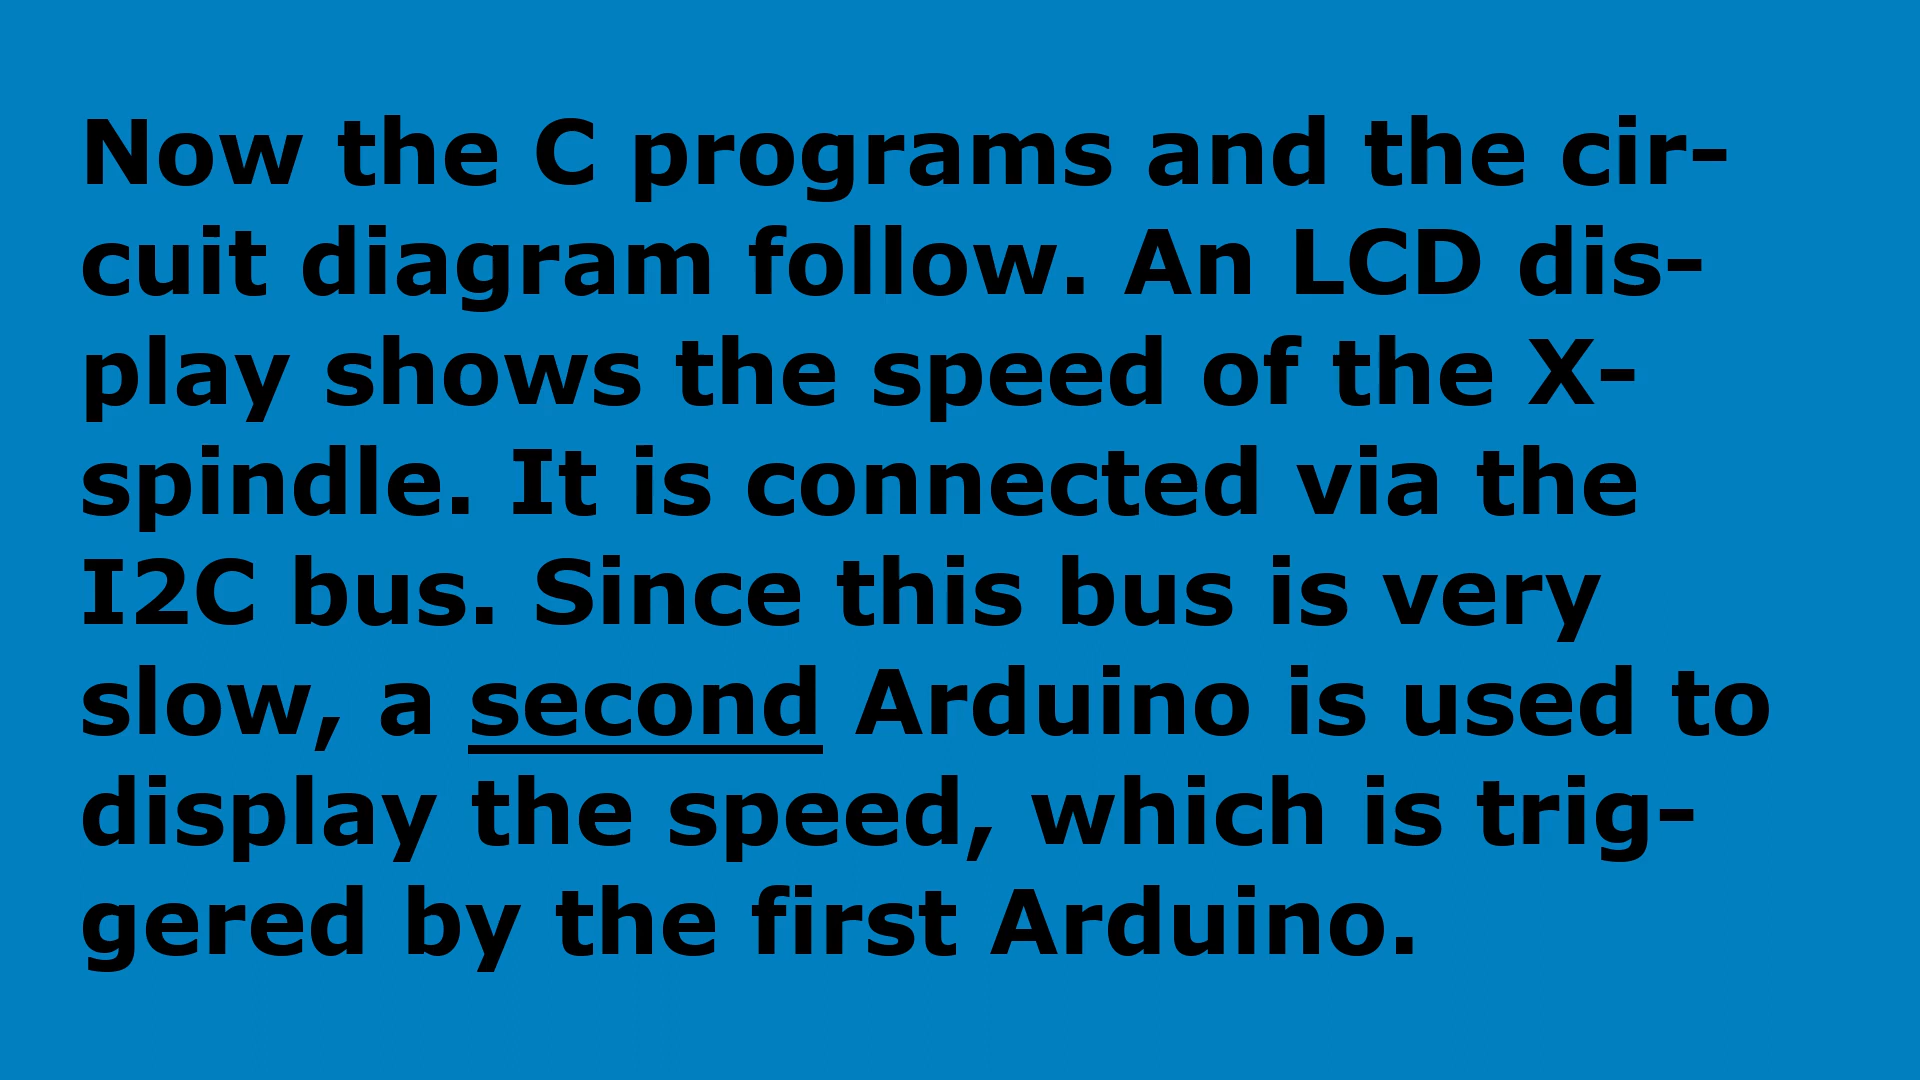 Now the C programs and the cir-
cuit diagram follow. An LCD dis-
play shows the speed of the X-
spindle. It is connected via the
I2C bus. Since this bus is very
slow, a second Arduino is used to
display the speed, which is trig-
gered by the first Arduino.